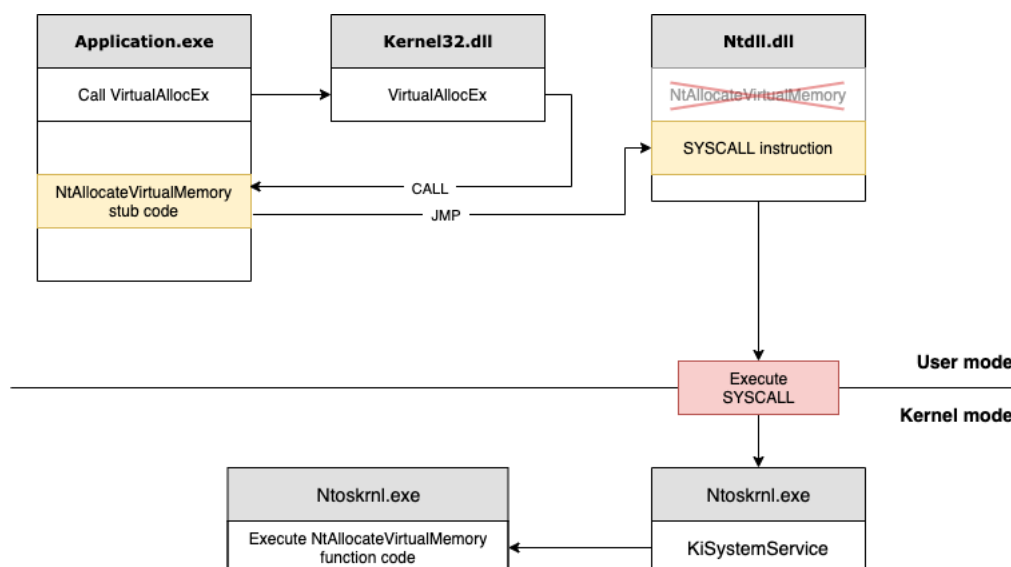 Application.exe
Kernel32.dll
Ntdll.dll
Call VirtualAllocEx
VirtualAllocEx
NtAllocateVirtualMemory
SYSCALL instruction
NtAllocateVirtualMemory
stub code
CALL
JMP
User mode
Execute
SYSCALL
Kernel mode
Ntoskrnl.exe
Ntoskrnl.exe
Execute NtAllocateVirtualMemory
function code
KiSystemService